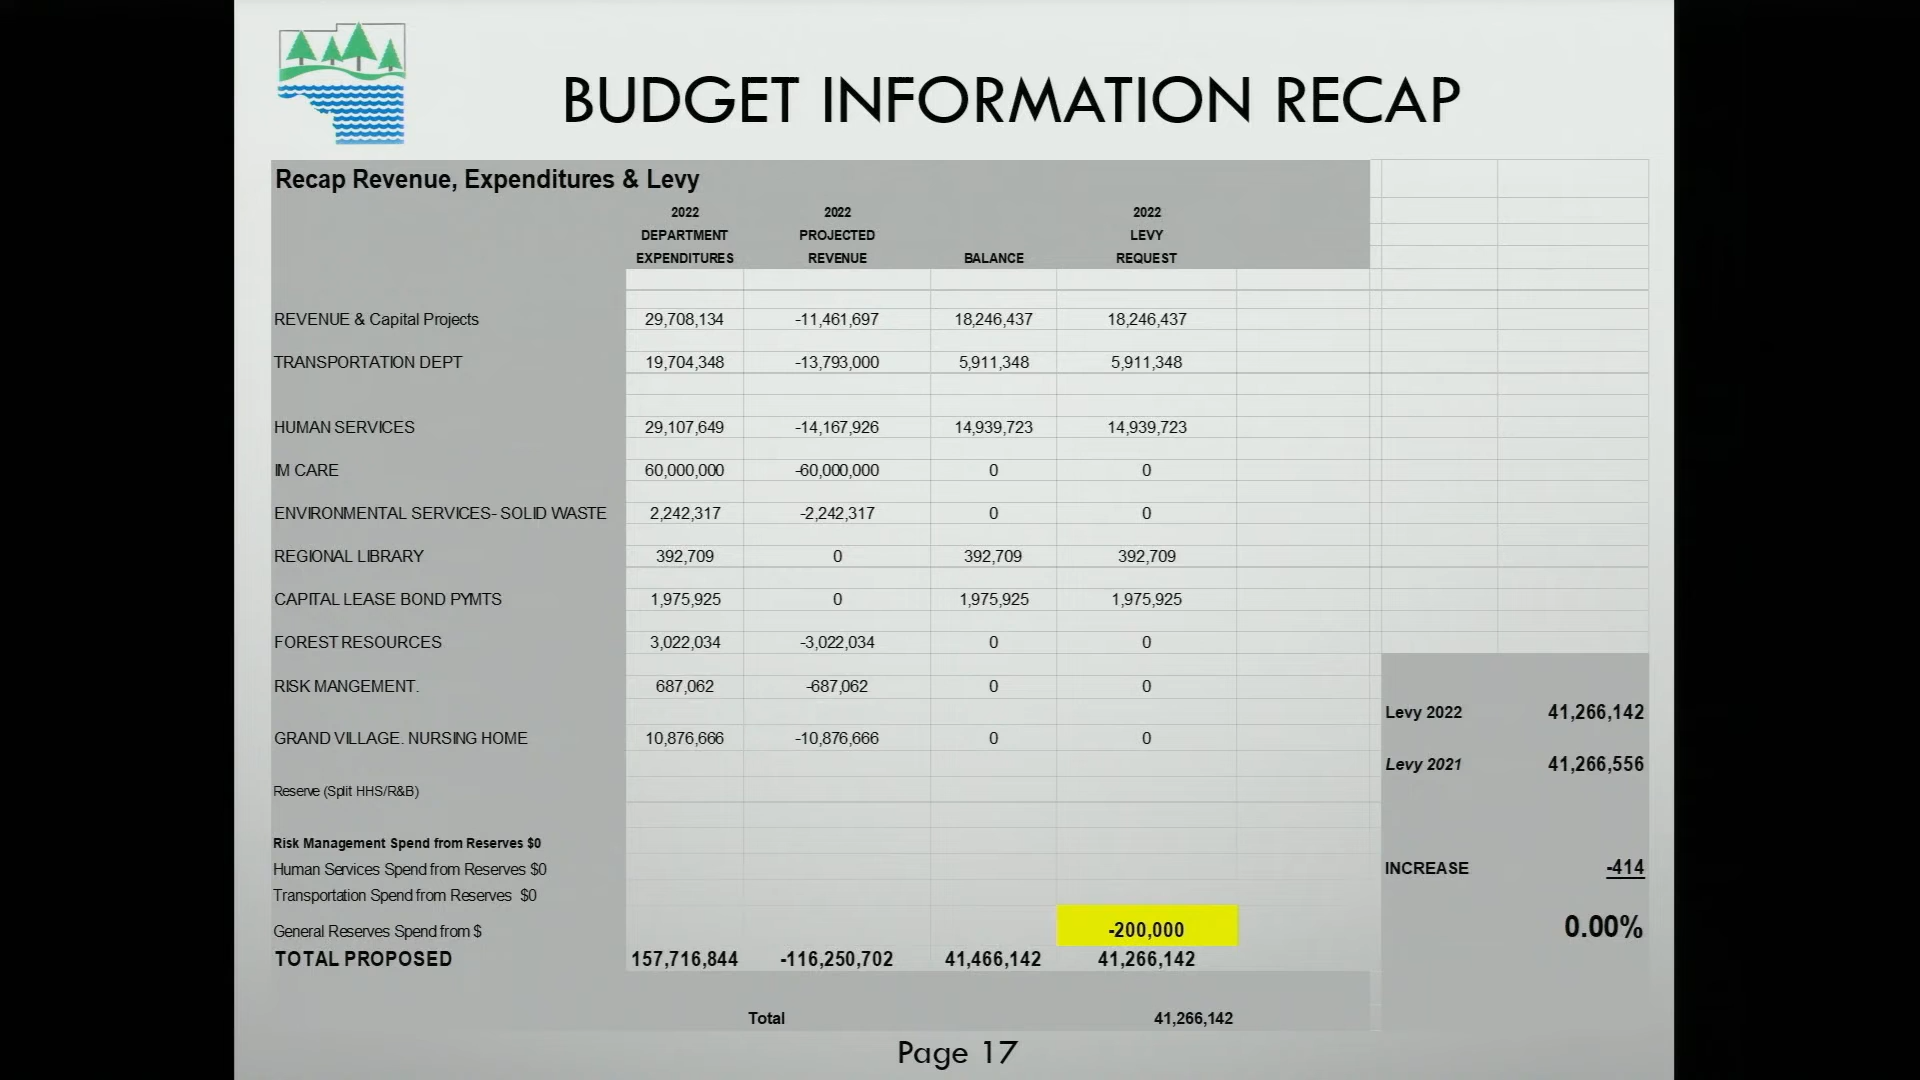 BUDGET INFORMATION RECAP
Recap Revenue, Expenditures & Levy
2022 2022 2022
DEPARTMENT PROJECTED LEVY
EXPENDITURES REVENUE BALANCE REQUEST
REVENUE & Capital Projects 29,708,134 -11,461,697 18,246,437 18,246,437
TRANSPORTATION DEPT 19,704,348 -13,793,000 5,911,348 5,911,348
HUMAN SERVICES 29,107,649 -14,167,926 14,939,723 14,939,723
IM CARE 60,000,000 -60,000,000 0 0
ENVIRONMENTAL SERVICES- SOLID WASTE 2,242,317 -2,242,317 0 0
REGIONAL LIBRARY 392,709 0 392,709 392,709
CAPITAL LEASE BOND PYMTS 1,975,925 0 1,975,925 1,975,925
FOREST RESOURCES 3,022,034 -3,022,034 0 0
RISK MANGEMENT. 687,062 -687,062 0 0
Levy 2022 41,266,142
GRAND VILLAGE. NURSING HOME 10,876,666 -10,876,666 0 0
Levy 2021 41,266,556
Reserve (Split HHS/R&B)
Risk Management Spend from Reserves $0
Human Services Spend from Reserves $0 INCREASE -414
Transportation Spend from Reserves $0
General Reserves Spend from $ -200,000 0.00%
TOTAL PROPOSED 157,716,844 -116,250,702 41,466,142 41,266,142
Total 41,266,142
Page 17